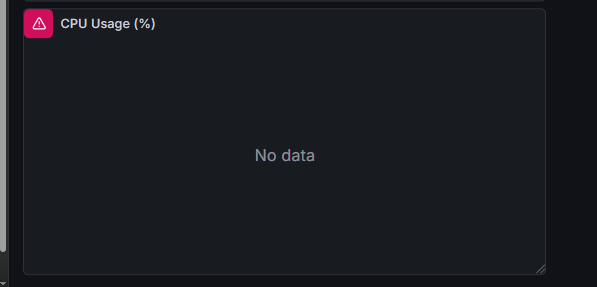 CPU Usage (%)
No data